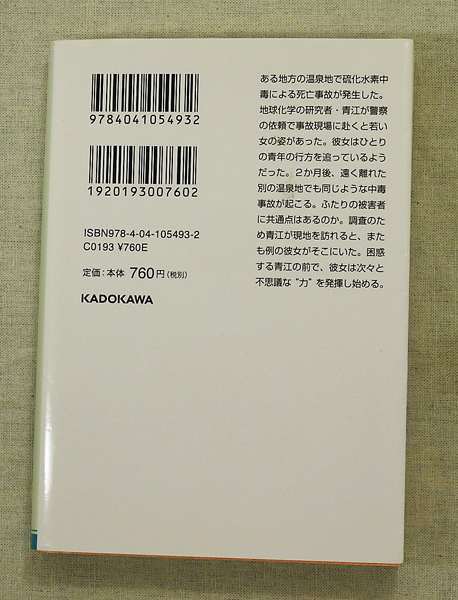 9784041054932
1920193007602
ISBN978-4-04-105493-2
C0193 ¥760E
定価:本体 760円(税別)
KADOKAWA
ある地方の温泉地で硫化水素中
毒による死亡事故が発生した。
地球化学の研究者・青江が警察
の依頼で事故現場に赴くと若い
女の姿があった。彼女はひとり
の青年の行方を追っているよう
だった。2か月後、遠く離れた
別の温泉地でも同じような中毒
事故が起こる。ふたりの被害者
に共通点はあるのか。調査のた
め青江が現地を訪れると、また
も例の彼女がそこにいた。困惑
する青江の前で、彼女は次々と
不思議な“力”を発揮し始める。